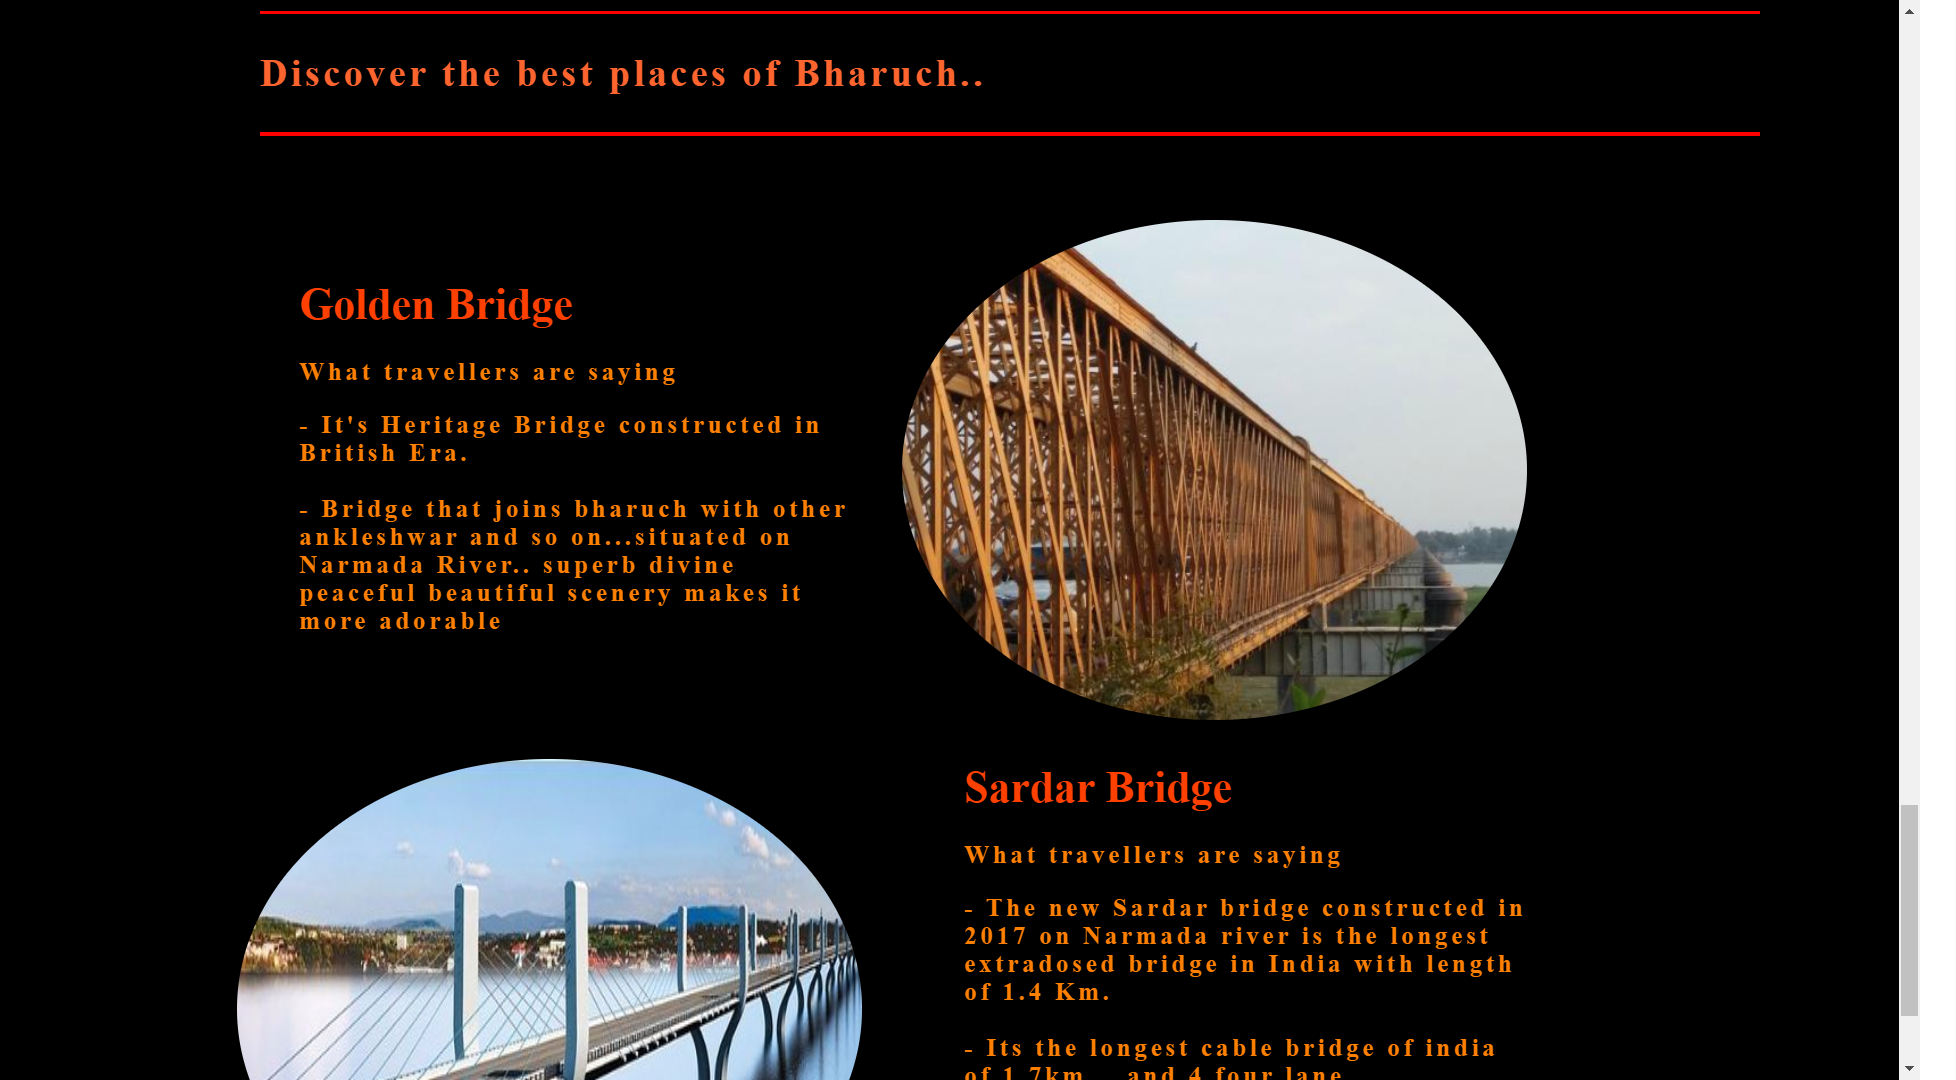 Discover the best places of Bharuch..
Golden Bridge
What travellers are saying
- It's Heritage Bridge constructed in
British Era.
- Bridge that joins bharuch with other
ankleshwar and so on...situated on
Narmada River.. superb divine
peaceful beautiful scenery makes it
more adorable
Sardar Bridge
What travellers are saying
- The new Sardar bridge constructed in
2017 on Narmada river is the longest
extradosed bridge in India with length
of 1.4 Km.
- Its the longest cable bridge of india
of 1.7km... and 4 four lane